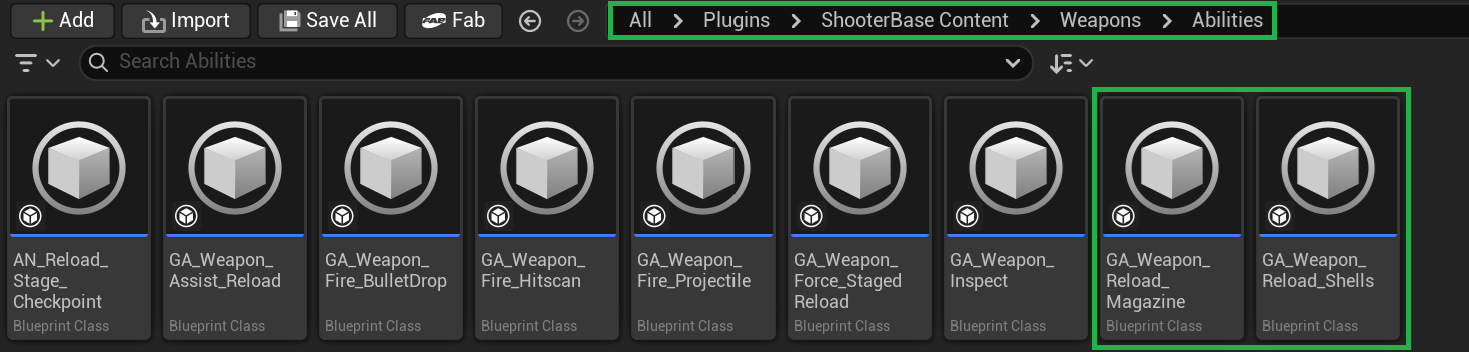 Add Import Save All Fab All > Plugins > ShooterBase Content > Weapons > Abilities
Search Abilities
AN_Reload_
Stage_
Checkpoint
Blueprint Class
GA_Weapon_
Assist_Reload
Blueprint Class
GA_Weapon_
Fire_BulletDrop
Blueprint Class
GA_Weapon_
Fire_Hitscan
Blueprint Class
GA_Weapon_
Fire_Projectile
Blueprint Class
GA_Weapon_
Force_Staged
Reload
Blueprint Class
GA_Weapon_
Inspect
Blueprint Class
GA_Weapon_
Reload_
Magazine
Blueprint Class
GA_Weapon_
Reload_Shells
Blueprint Class